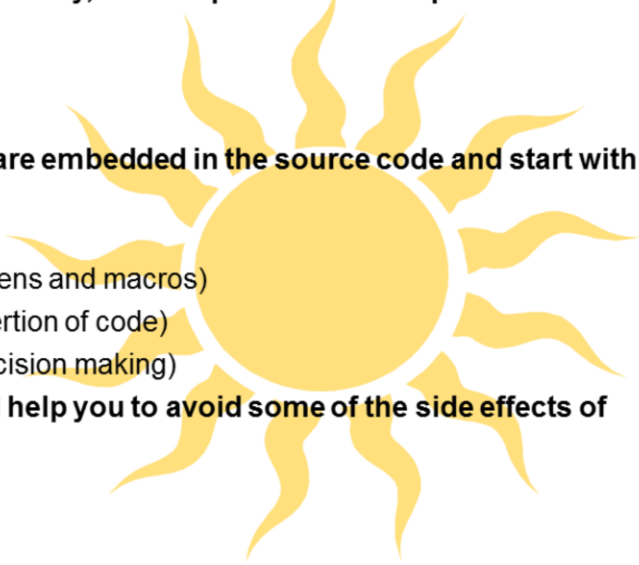 are embedded in the source code and start with
ens and macros)
ertion of code)
cision making)
help you to avoid some of the side effects of